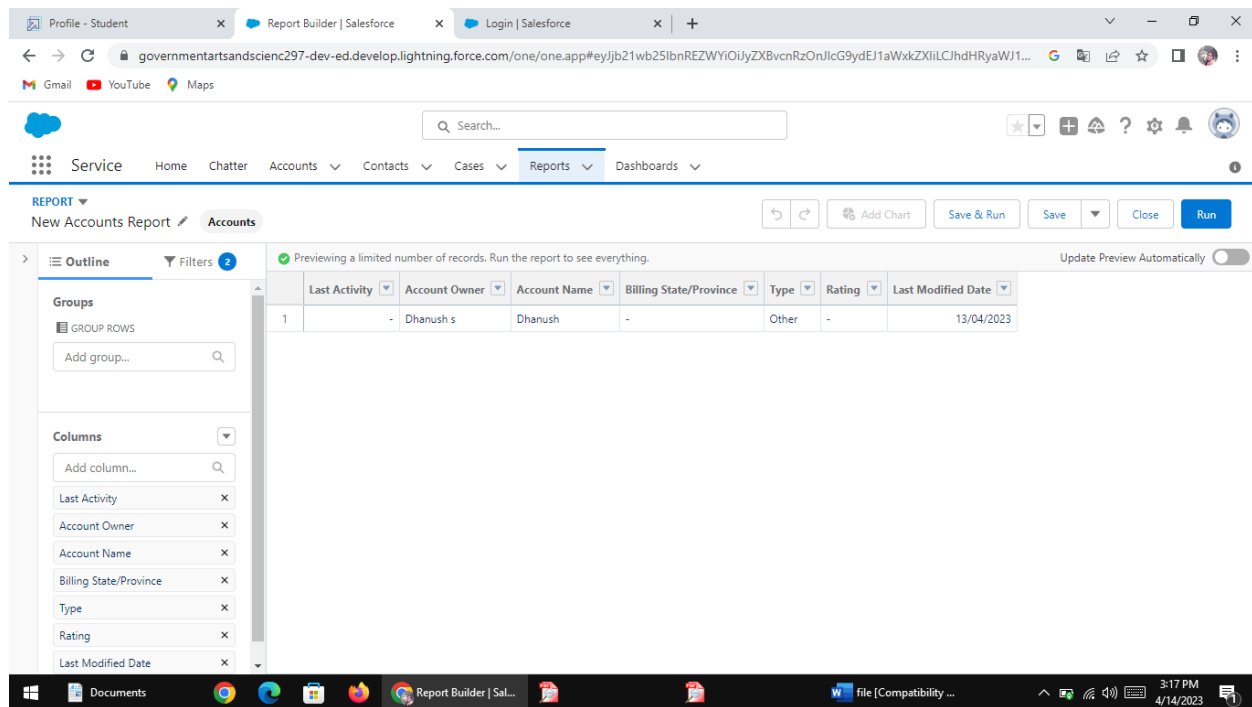 Profile - Student
Report Builder | Salesforce
Login | Salesforce
governmentartsandscienc297-dev-ed.develop.lightning.force.com/one/one.app#eyJjb21wb25lbnREZWYiOiJyZXBvcnRzOnJlcG9ydEJ1aWxkZXIiLCJhdHRyaWJ1...
Gmail YouTube Maps
Search...
Service Home Chatter Accounts Contacts Cases Reports Dashboards
REPORT
New Accounts Report Accounts
Add Chart Save & Run Save Close Run
Outline Filters 2
Previewing a limited number of records. Run the report to see everything.
Update Preview Automatically
Groups
GROUP ROWS
Add group...
Columns
Add column...
Last Activity
Account Owner
Account Name
Billing State/Province
Type
Rating
Last Modified Date
Last Activity Account Owner Account Name Billing State/Province Type Rating Last Modified Date
1 - Dhanush s Dhanush - Other - 13/04/2023
Documents
Report Builder | Sal...
file [Compatibility ...
3:17 PM
4/14/2023